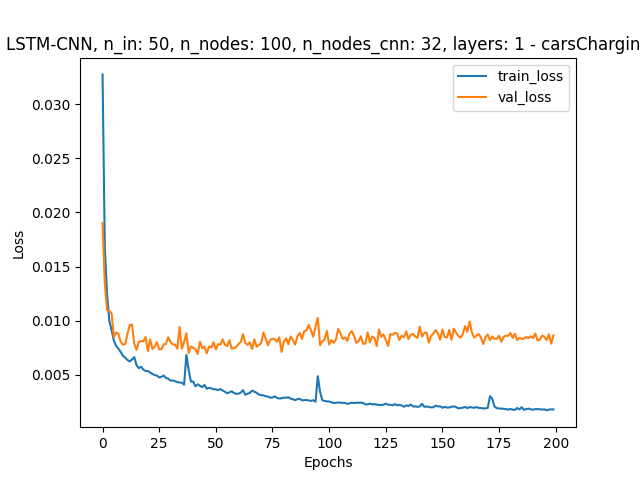 LSTM-CNN, n_in: 50, n_nodes: 100, n_nodes_cnn: 32, layers: 1 - carsChargin
train_loss
val_loss
0.030
0.025
0.020
0.015
0.010
0.005
Loss
0 25 50 75 100 125 150 175 200
Epochs